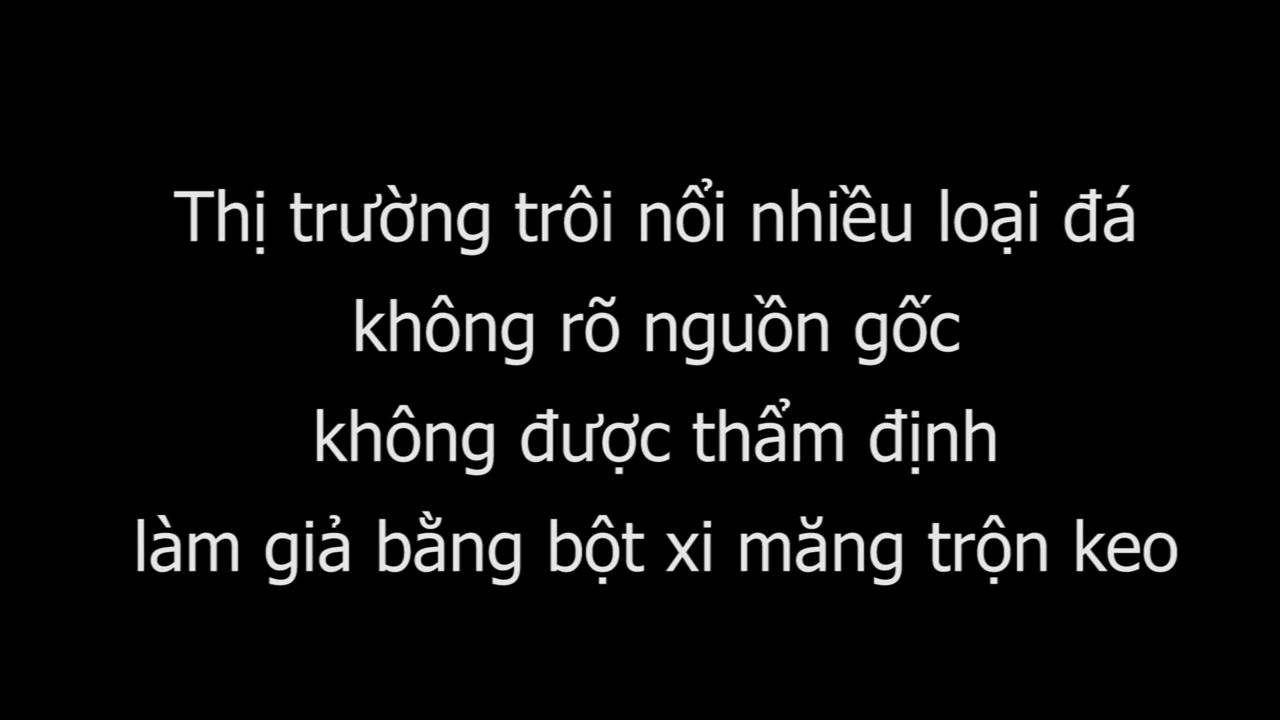 Thị trường trôi nổi nhiều loại đá
không rõ nguồn gốc
không được thẩm định
làm giả bằng bột xi măng trộn keo